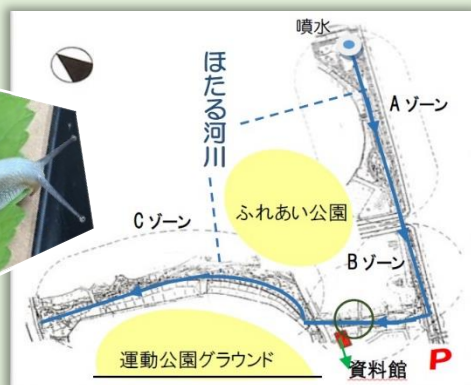 噴水
ほたる河川
Aゾーン
ふれあい公園
Cゾーン
Bゾーン
P
資料館
運動公園グラウンド